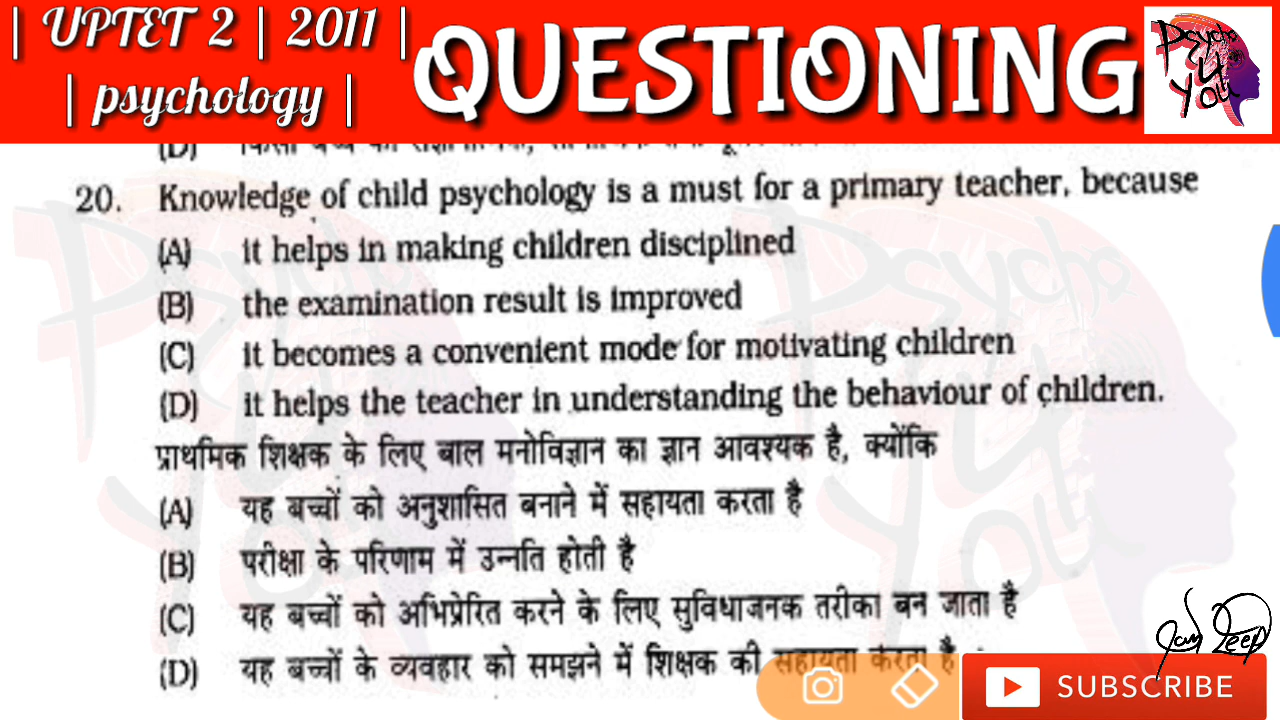 | UPTET 2 | 2011 |
| psychology |
QUESTIONING
Psycho
4
You
(D)
20. Knowledge of child psychology is a must for a primary teacher, because
(A) it helps in making children disciplined
(B) the examination result is improved
(C) it becomes a convenient mode for motivating children
(D) it helps the teacher in understanding the behaviour of children.
प्राथमिक शिक्षक के लिए बाल मनोविज्ञान का ज्ञान आवश्यक है, क्योंकि
(A) यह बच्चों को अनुशासित बनाने में सहायता करता है
(B) परीक्षा के परिणाम में उन्नति होती है
(C) यह बच्चों को अभिप्रेरित करने के लिए सुविधाजनक तरीका बन जाता है
(D) यह बच्चों के व्यवहार को समझने में शिक्षक की सहायता करता है
SUBSCRIBE